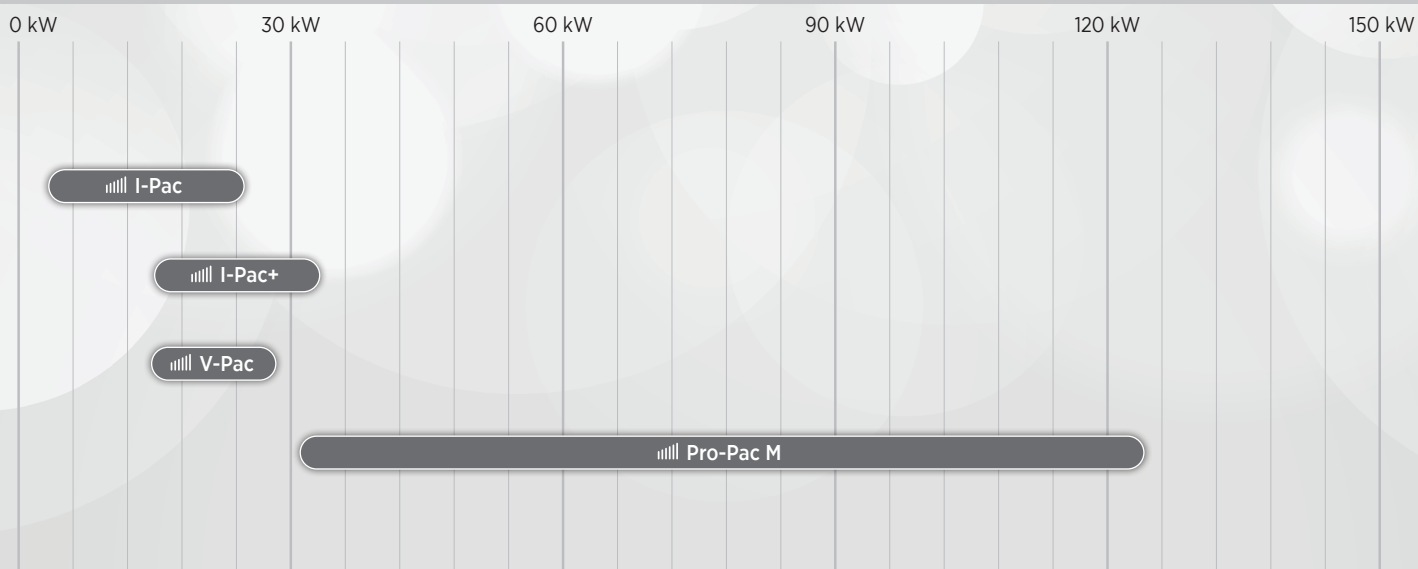 0 kW 30 kW 60 kW 90 kW 120 kW 150 kW
I-Pac
I-Pac+
V-Pac
Pro-Pac M